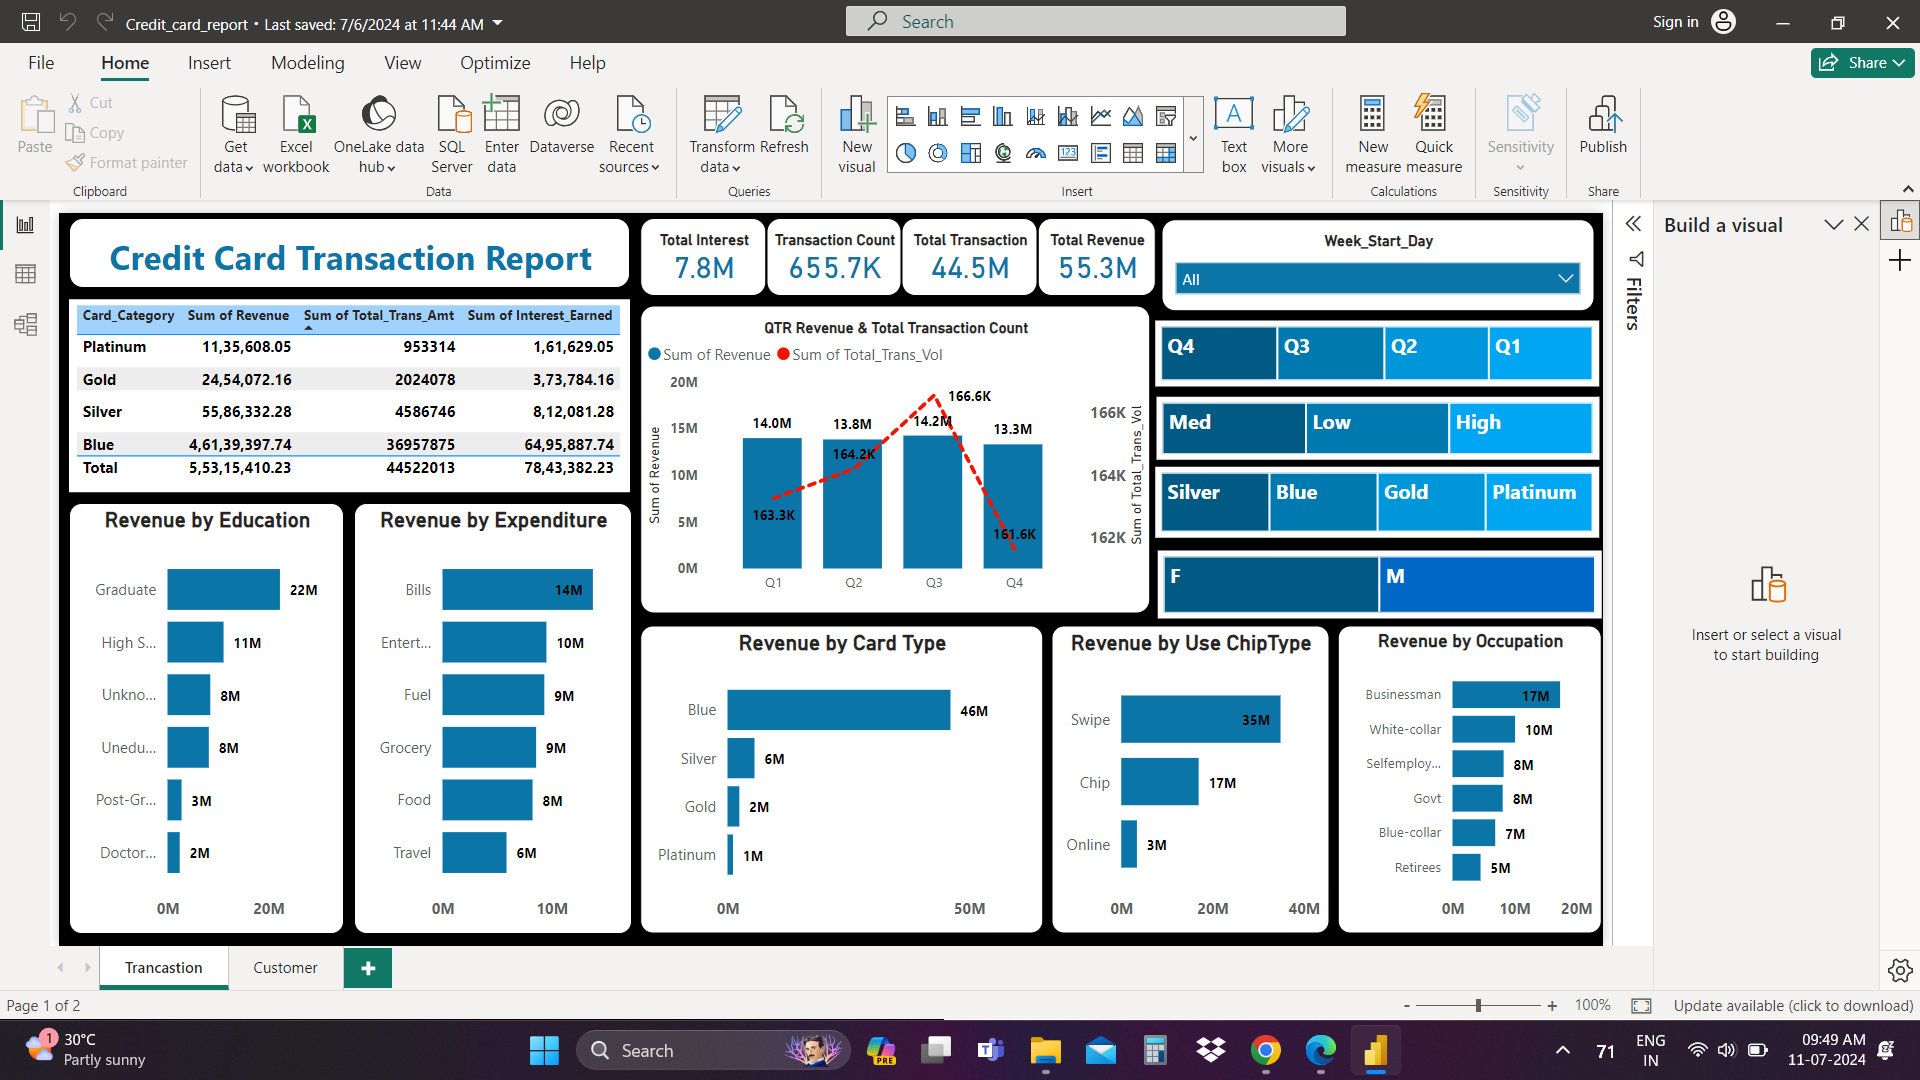 Credit_card_report • Last saved: 7/6/2024 at 11:44 AM
Search
Sign in
File Home Insert Modeling View Optimize Help
Share
Paste
Cut
Copy
Format painter
Clipboard
Get data
Excel workbook
OneLake data hub
SQL Server
Enter data
Dataverse
Recent sources
Data
Transform data
Refresh
Queries
New visual
123
A
Text box
More visuals
Insert
New measure
Quick measure
Calculations
Sensitivity
Sensitivity
Publish
Share
Credit Card Transaction Report
Total Interest
7.8M
Transaction Count
655.7K
Total Transaction
44.5M
Total Revenue
55.3M
Week_Start_Day
All
Card_Category Sum of Revenue Sum of Total_Trans_Amt Sum of Interest_Earned
Platinum 11,35,608.05 953314 1,61,629.05
Gold 24,54,072.16 2024078 3,73,784.16
Silver 55,86,332.28 4586746 8,12,081.28
Blue 4,61,39,397.74 36957875 64,95,887.74
Total 5,53,15,410.23 44522013 78,43,382.23
QTR Revenue & Total Transaction Count
Sum of Revenue Sum of Total_Trans_Vol
Sum of Revenue
20M
15M
10M
5M
0M
14.0M
13.8M
14.2M
13.3M
163.3K
164.2K
166.6K
161.6K
Q1 Q2 Q3 Q4
166K
164K
162K
Sum of Total_Trans_Vol
Q4 Q3 Q2 Q1
Med Low High
Silver Blue Gold Platinum
F M
Revenue by Education
Graduate 22M
High S... 11M
Unkno... 8M
Unedu... 8M
Post-Gr... 3M
Doctor... 2M
0M 20M
Revenue by Expenditure
Bills 14M
Entert... 10M
Fuel 9M
Grocery 9M
Food 8M
Travel 6M
0M 10M
Revenue by Card Type
Blue 46M
Silver 6M
Gold 2M
Platinum 1M
0M 50M
Revenue by Use ChipType
Swipe 35M
Chip 17M
Online 3M
0M 20M 40M
Revenue by Occupation
Businessman 17M
White-collar 10M
Selfemploy... 8M
Govt 8M
Blue-collar 7M
Retirees 5M
0M 10M 20M
Filters
Build a visual
Insert or select a visual
to start building
Trancastion
Customer
Page 1 of 2
- + 100%
Update available (click to download)
1
30°C
Partly sunny
Search
PRE
71
ENG
IN
09:49 AM
11-07-2024